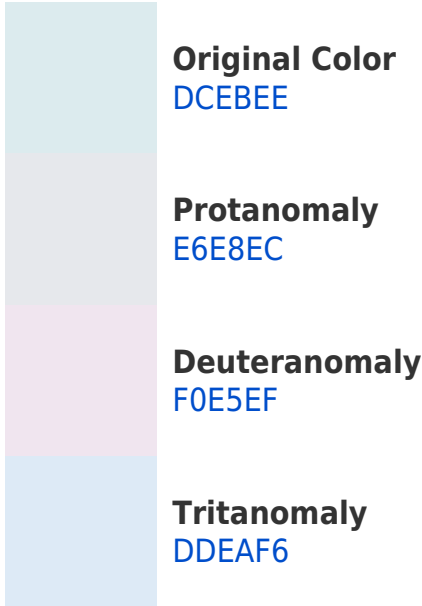 Original Color
DCEBEE
Protanomaly
E6E8EC
Deuteranomaly
F0E5EF
Tritanomaly
DDEAF6